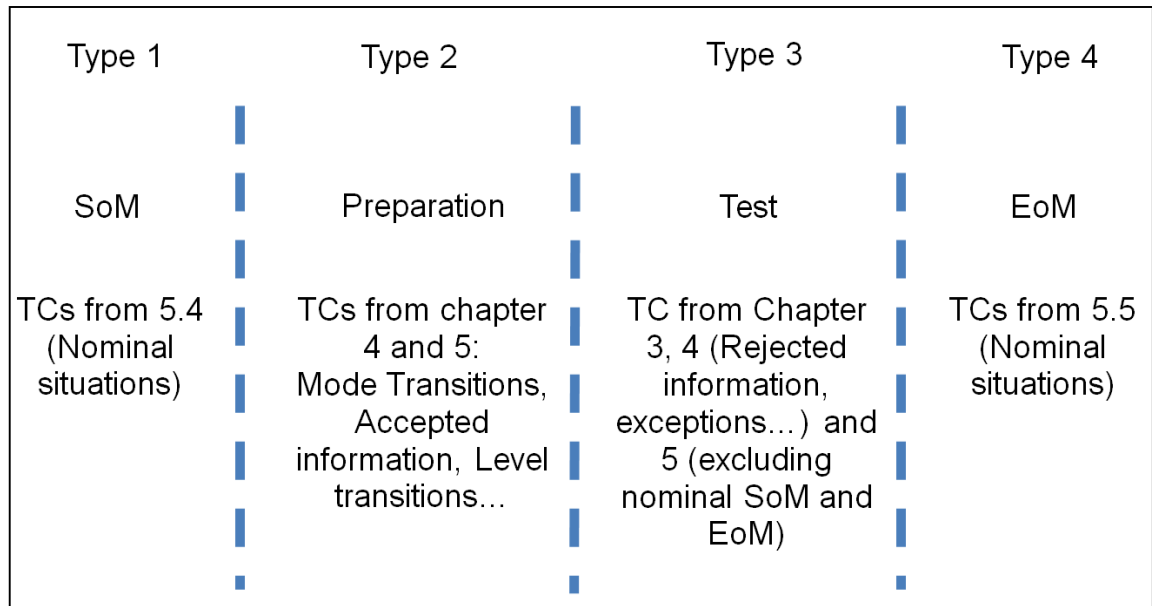 Type 1
Type 2
Type 3
Type 4
SoM
Preparation
Test
EoM
TCs from 5.4
(Nominal
situations)
TCs from chapter
4 and 5:
Mode Transitions,
Accepted
information, Level
transitions...
TC from Chapter
3, 4 (Rejected
information,
exceptions...) and
5 (excluding
nominal SoM and
EoM)
TCs from 5.5
(Nominal
situations)